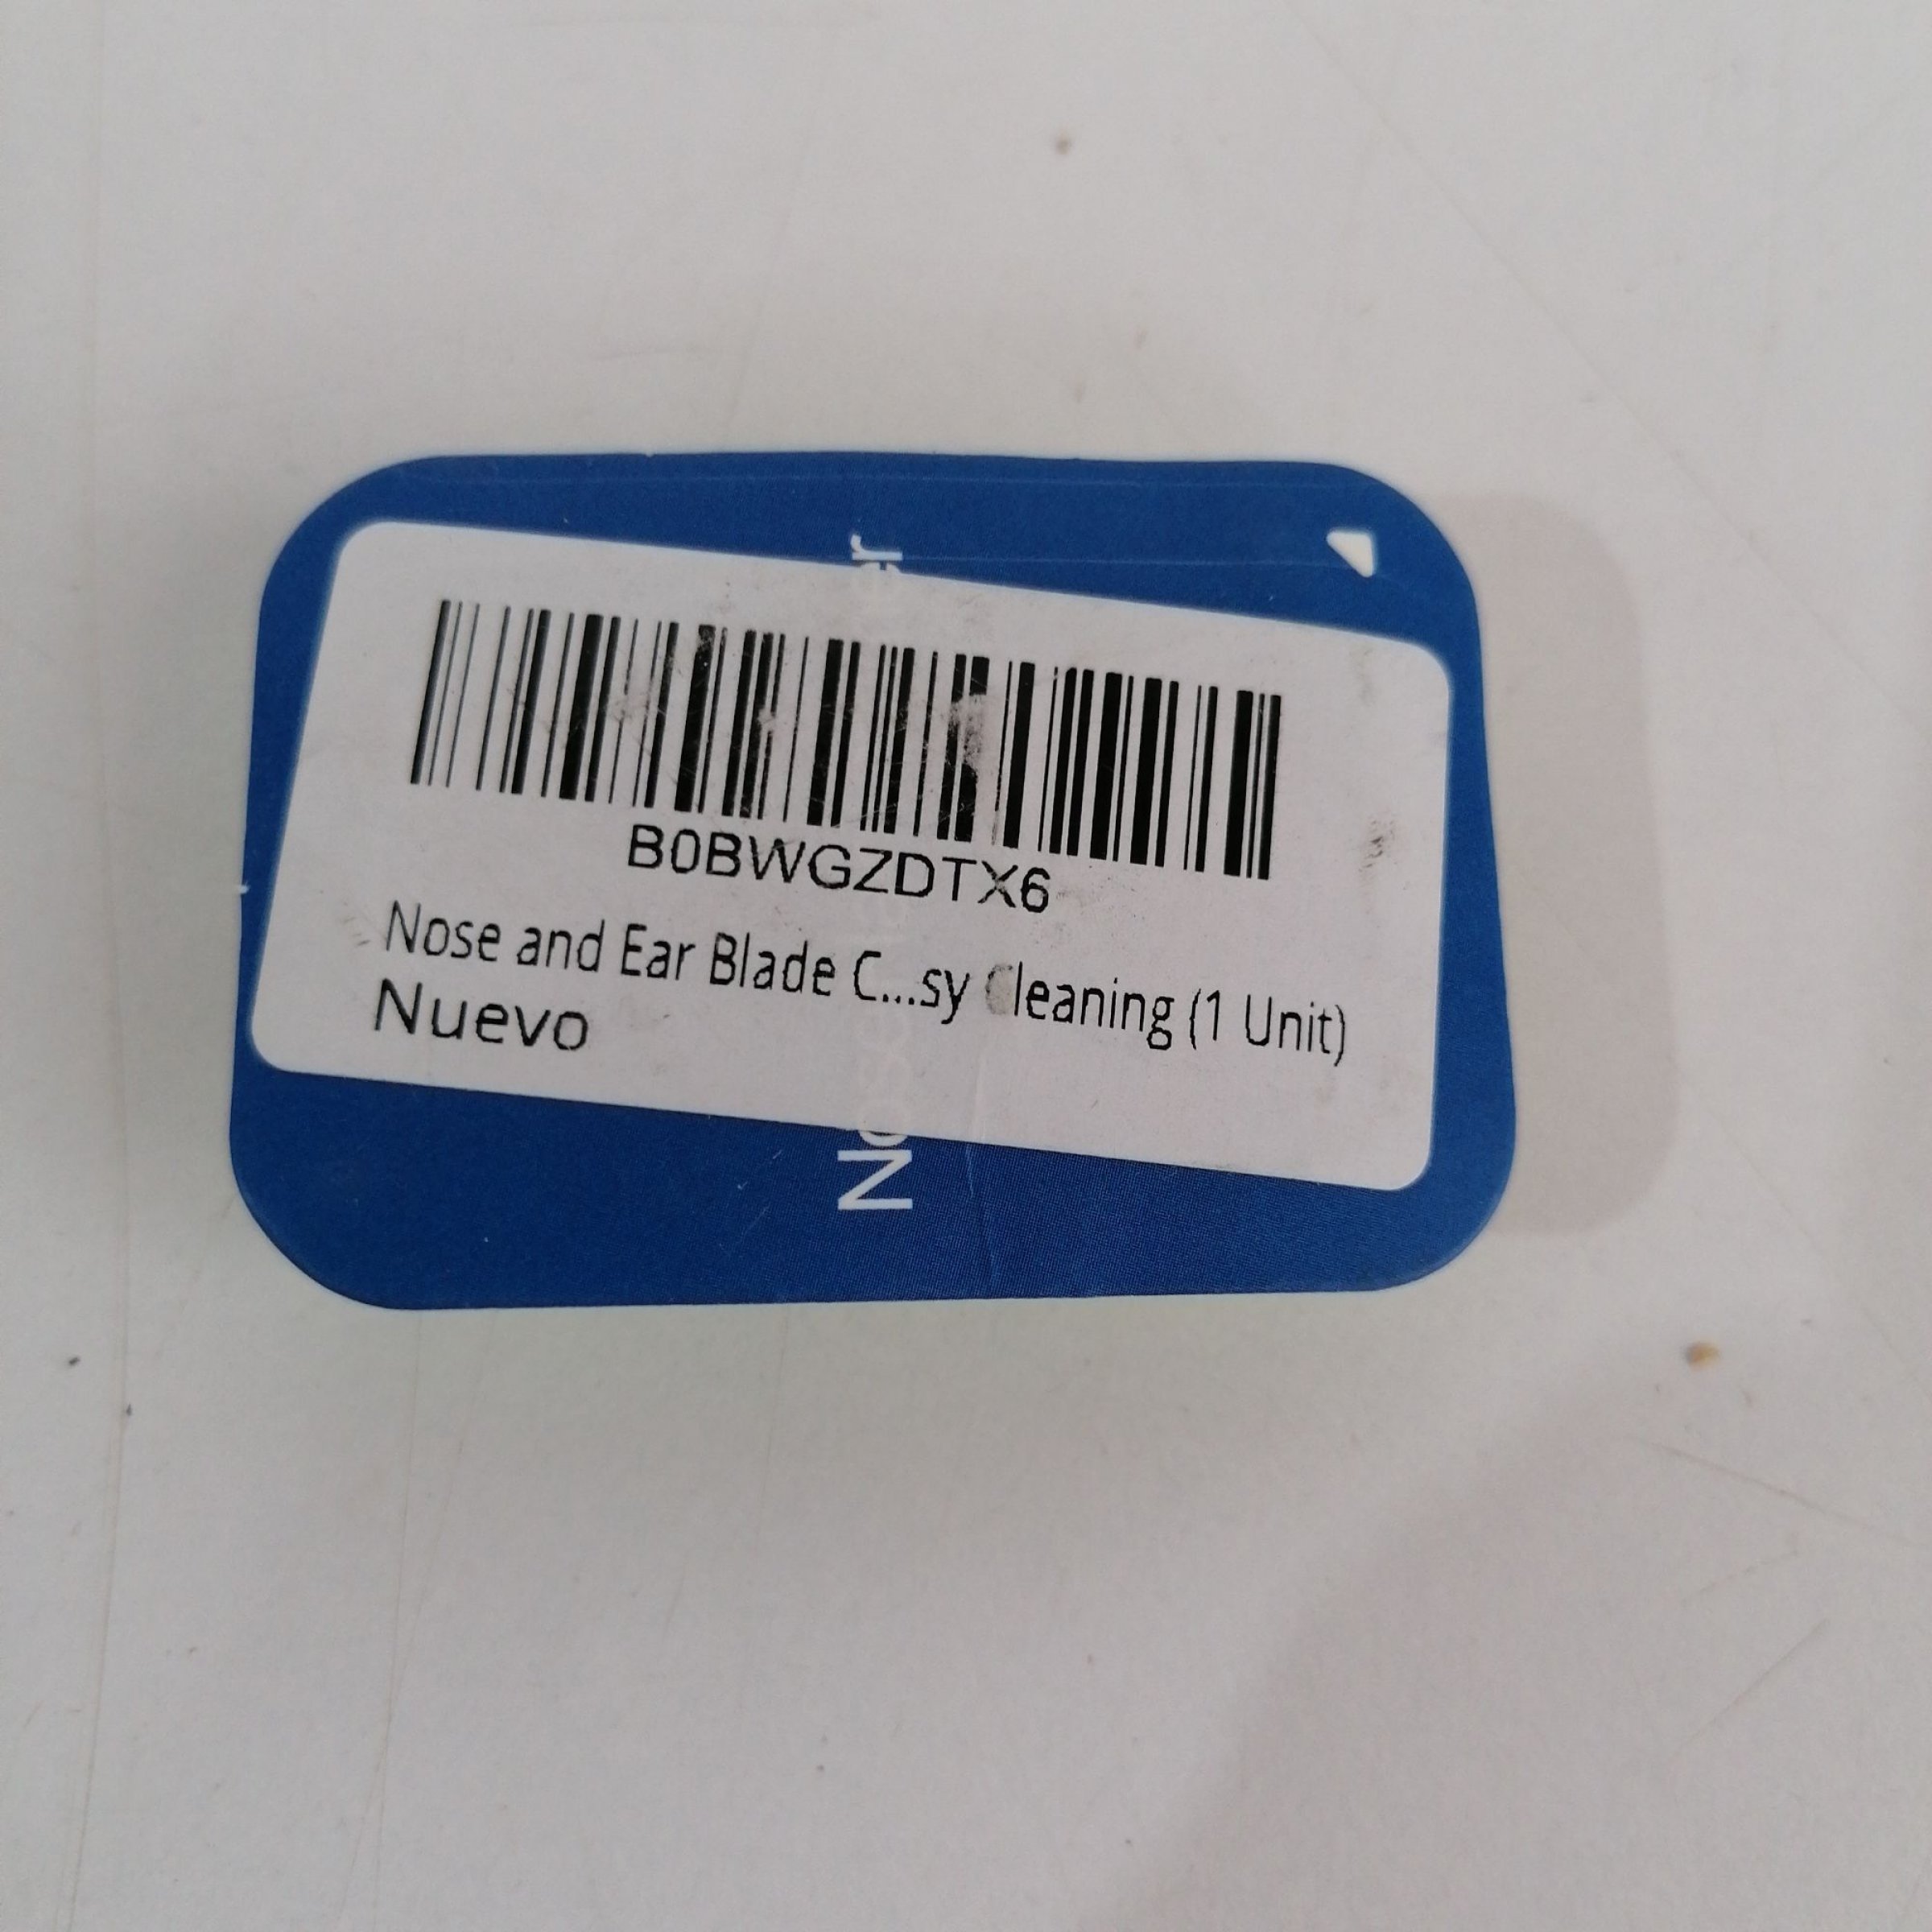 B0BWGZDTX6
Nose and Ear Blade C...sy Cleaning (1 Unit)
Nuevo